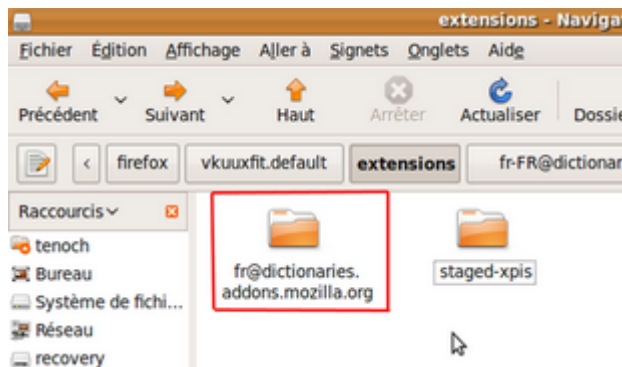 extensions - Naviga
Fichier Édition Affichage Aller à Signets Onglets Aide
Précédent Suivant Haut Arrêter Actualiser Dossie
firefox vkuuxfit.default extensions fr-FR@dictionar
Raccourcis
tenoch
Bureau
Système de fichi...
Réseau
recovery
fr@dictionaries.
addons.mozilla.org
staged-xpis